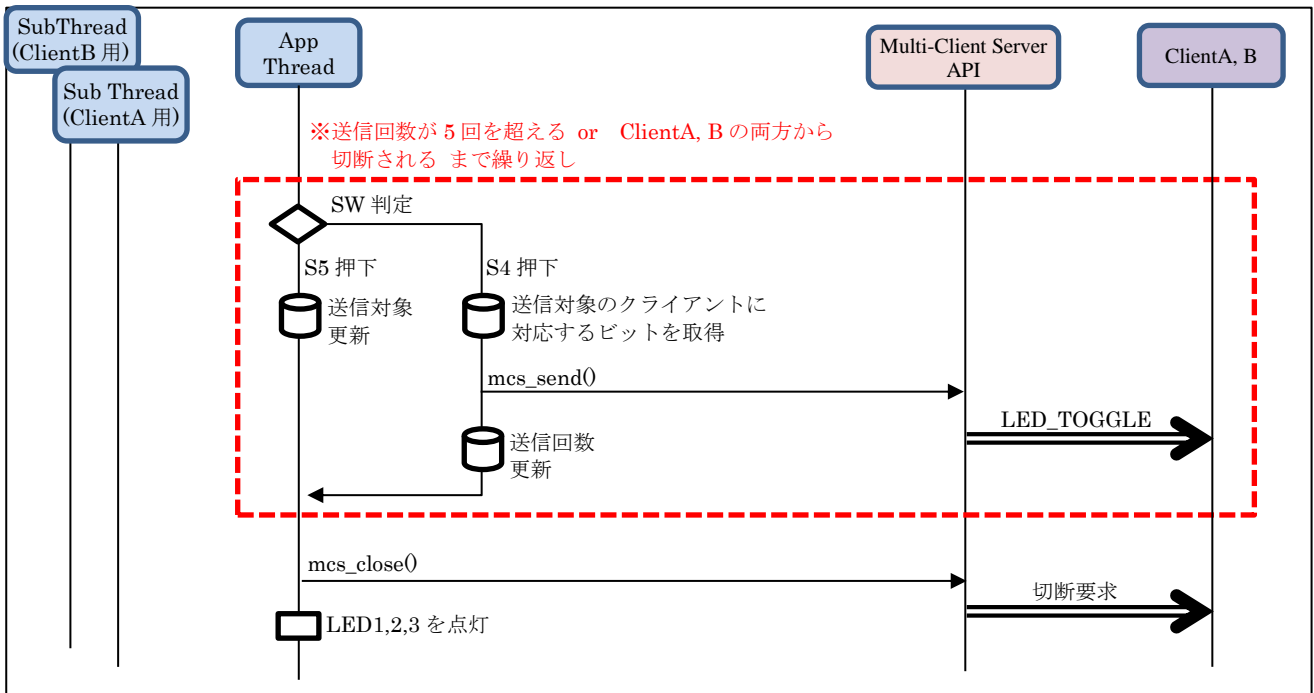 SubThread
(ClientB 用)
Sub Thread
(ClientA 用)
App
Thread
Multi-Client Server
API
ClientA, B
※送信回数が 5 回を超える or ClientA, B の両方から
切断される まで繰り返し
SW 判定
S5 押下
S4 押下
送信対象
更新
送信対象のクライアントに
対応するビットを取得
mcs_send()
LED_TOGGLE
送信回数
更新
mcs_close()
切断要求
LED1,2,3 を点灯